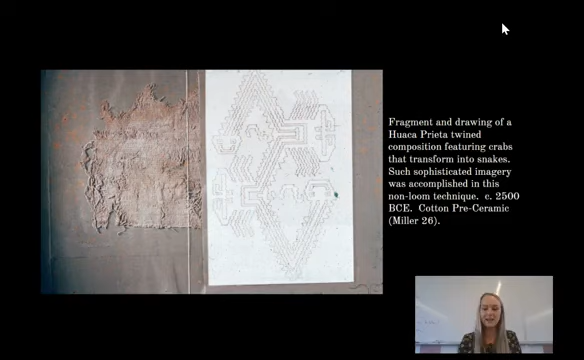 Fragment and drawing of a
Huaca Prieta twined
composition featuring crabs
that transform into snakes.
Such sophisticated imagery
was accomplished in this
non-loom technique.  c. 2500
BCE.  Cotton Pre-Ceramic
(Miller 26).